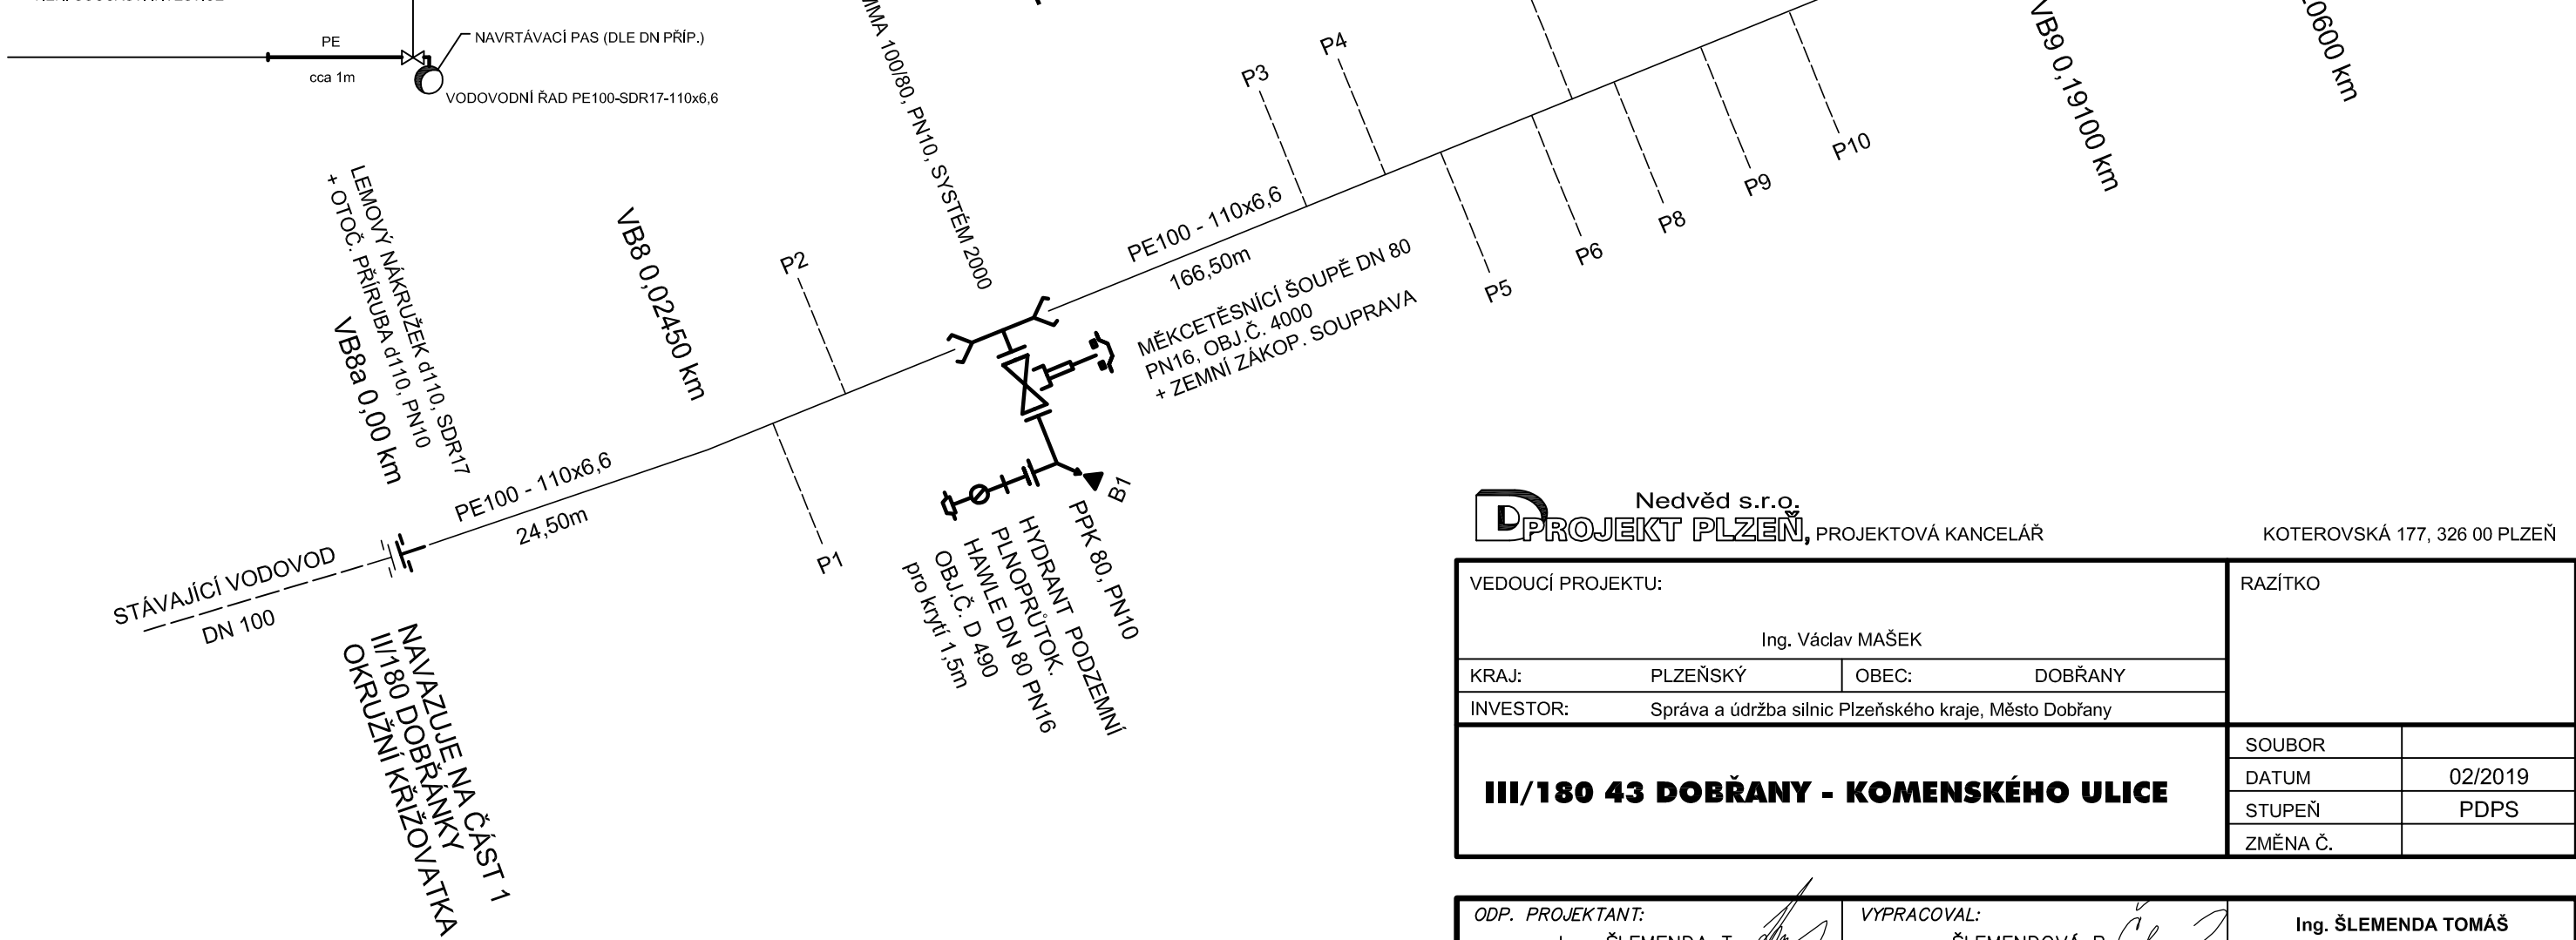 PE
cca 1m
NAVRTÁVACÍ PAS (DLE DN PŘÍP.)
VODOVODNÍ ŘAD PE100-SDR17-110x6,6
100/80, PN10, SYSTÉM 2000
P3
P4
VB9 0,19100 km
P10
P9
P8
P6
P5
LEMOVÝ NÁKRUŽEK d110, SDR17
+ OTOČ. PŘÍRUBA d110, PN10
VB8a 0,00 km
VB8 0,02450 km
P2
PE100 - 110x6,6
166,50m
MĚKCETĚSNÍCÍ ŠOUPĚ DN 80
PN16, OBJ.Č. 4000
+ ZEMNÍ ZÁKOP. SOUPRAVA
PE100 - 110x6,6
24,50m
P1
B1
PPK 80, PN10
HYDRANT PODZEMNÍ
PLNOPRŮTOK.
HAWLE DN 80 PN16
OBJ.Č. D 490
pro krytí 1,5m
STÁVAJÍCÍ VODOVOD
DN 100
NAVAZUJE NA ČÁST 1
II/180 DOBŘÁNKY
OKRUŽNÍ KŘIŽOVATKA
Nedvěd s.r.o.
D PROJEKT PLZEŇ, PROJEKTOVÁ KANCELÁŘ
KOTEROVSKÁ 177, 326 00 PLZEŇ
VEDOUCÍ PROJEKTU:
Ing. Václav MAŠEK
RAZÍTKO
KRAJ: PLZEŇSKÝ OBEC: DOBŘANY
INVESTOR: Správa a údržba silnic Plzeňského kraje, Město Dobřany
III/180 43 DOBŘANY - KOMENSKÉHO ULICE
SOUBOR
DATUM 02/2019
STUPEŇ PDPS
ZMĚNA Č.
ODP. PROJEKTANT:
VYPRACOVAL:
Ing. ŠLEMENDA TOMÁŠ